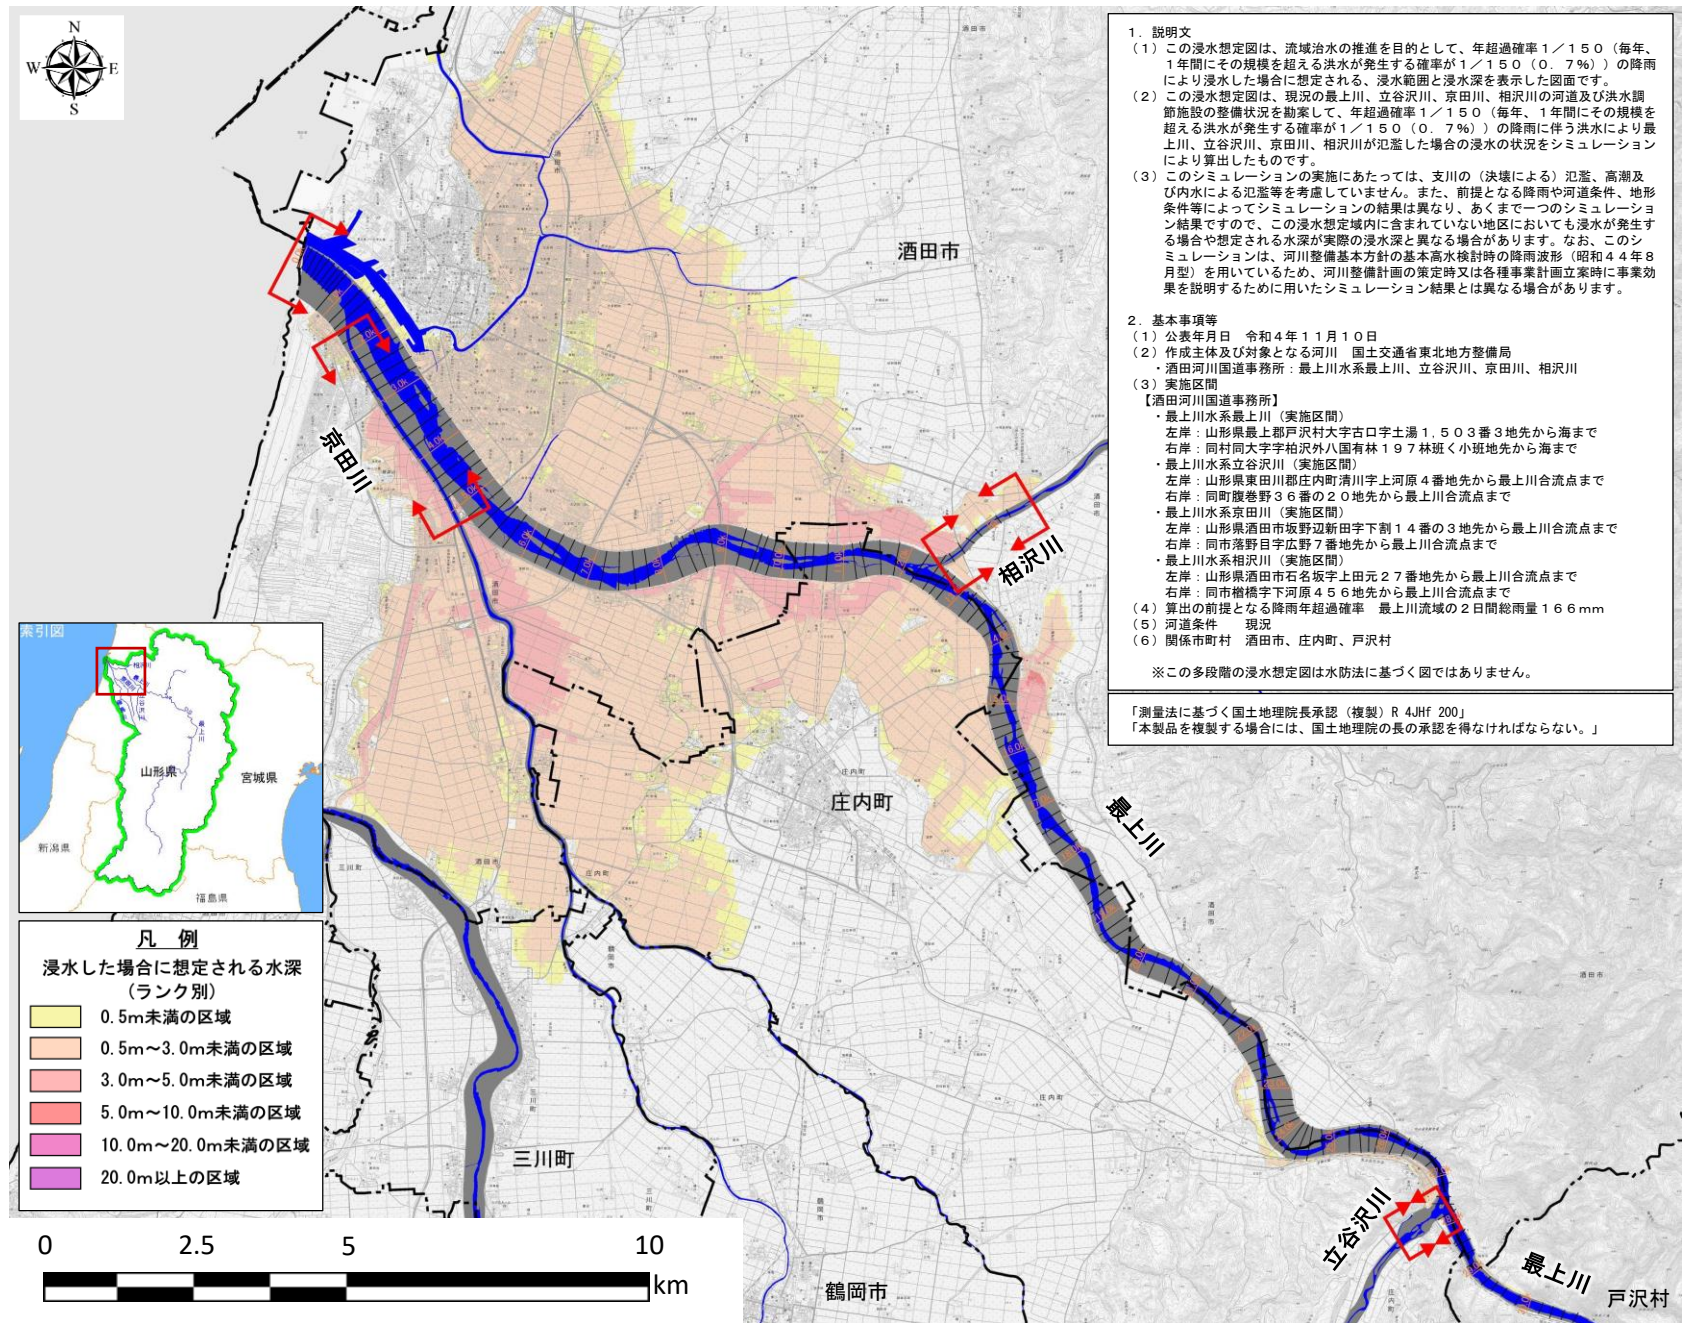 N
W
E
S
1．説明文
（1）この浸水想定図は、流域治水の推進を目的として、年超過確率１／１５０（毎年、
１年間にその規模を超える洪水が発生する確率が１／１５０（０．７％））の降雨
により浸水した場合に想定される、浸水範囲と浸水深を表示した図面です。
（2）この浸水想定図は、現況の最上川、立谷沢川、京田川、相沢川の河道及び洪水調
節施設の整備状況を勘案して、年超過確率１／１５０（毎年、１年間にその規模を
超える洪水が発生する確率が１／１５０（０．７％））の降雨に伴う洪水により最
上川、立谷沢川、京田川、相沢川が氾濫した場合の浸水の状況をシミュレーション
により算出したものです。
（3）このシミュレーションの実施にあたっては、支川の（決壊による）氾濫、高潮及
び内水による氾濫等を考慮していません。また、前提となる降雨や河道条件、地形
条件等によってシミュレーションの結果は異なり、あくまで一つのシミュレーショ
ン結果ですので、この浸水想定域内に含まれていない地区においても浸水が発生す
る場合や想定される水深が実際の浸水深と異なる場合があります。なお、このシ
ミュレーションは、河川整備基本方針の基本高水検討時の降雨波形（昭和４４年８
月型）を用いているため、河川整備計画の策定時又は各種事業計画立案時に事業効
果を説明するために用いたシミュレーション結果とは異なる場合があります。
2．基本事項等
（1）公表年月日　令和４年１１月１０日
（2）作成主体及び対象となる河川　国土交通省東北地方整備局
・酒田河川国道事務所：最上川水系最上川、立谷沢川、京田川、相沢川
（3）実施区間
【酒田河川国道事務所】
・最上川水系最上川（実施区間）
左岸：山形県最上郡戸沢村大字古口字土湯１，５０３番３地先から海まで
右岸：同村同大字字柏沢外八国有林１９７林班く小班地先から海まで
・最上川水系立谷沢川（実施区間）
左岸：山形県東田川郡庄内町清川字上河原４番地先から最上川合流点まで
右岸：同町腹巻野３６番の２０地先から最上川合流点まで
・最上川水系京田川（実施区間）
左岸：山形県酒田市坂野辺新田字下割１４番の３地先から最上川合流点まで
右岸：同市落野目字広野７番地先から最上川合流点まで
・最上川水系相沢川（実施区間）
左岸：山形県酒田市石名坂字上田元２７番地先から最上川合流点まで
右岸：同市楢橋字下河原４５６地先から最上川合流点まで
（4）算出の前提となる降雨年超過確率　最上川流域の２日間総雨量１６６mm
（5）河道条件　現況
（6）関係市町村　酒田市、庄内町、戸沢村
※この多段階の浸水想定図は水防法に基づく図ではありません。
「測量法に基づく国土地理院長承認（複製）R 4JHf 200」
「本製品を複製する場合には、国土地理院の長の承認を得なければならない。」
酒田市
京田川
相沢川
庄内町
最上川
三川町
立谷沢川
最上川
戸沢村
鶴岡市
索引図
山形県
宮城県
新潟県
福島県
最上川
凡　例
浸水した場合に想定される水深
（ランク別）
0.5m未満の区域
0.5m～3.0m未満の区域
3.0m～5.0m未満の区域
5.0m～10.0m未満の区域
10.0m～20.0m未満の区域
20.0m以上の区域
0
2.5
5
10
km